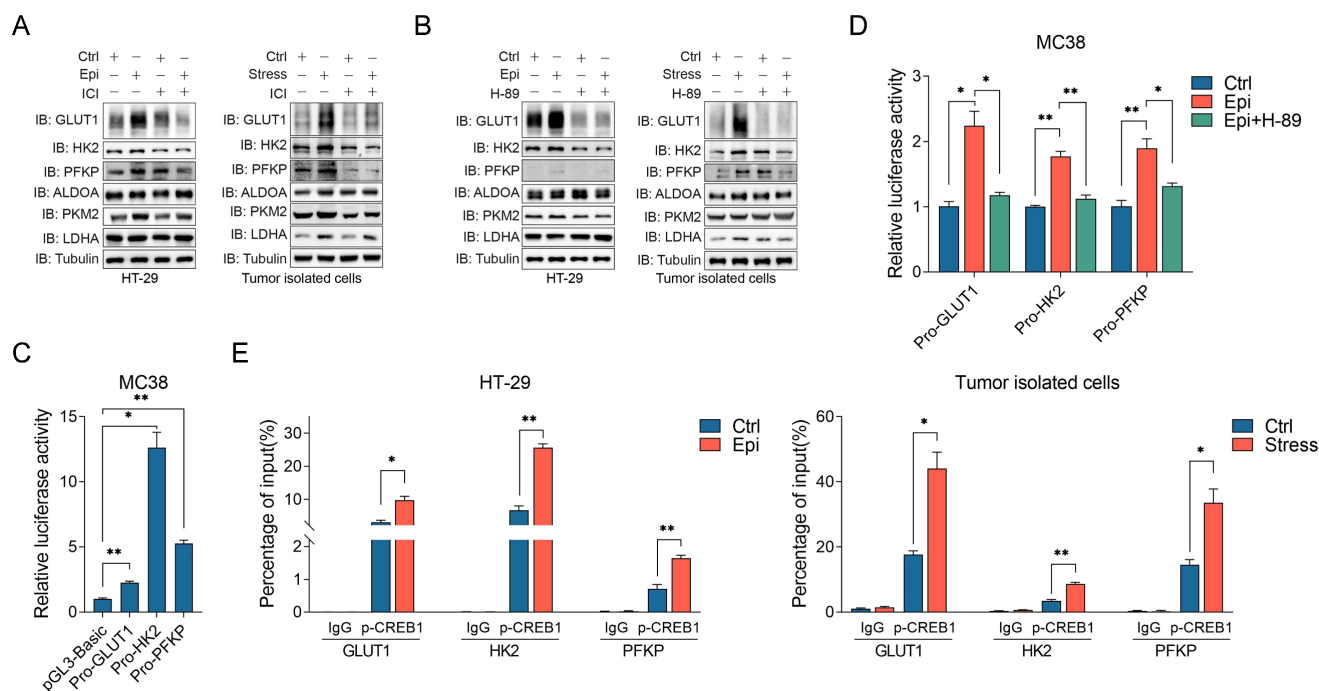 A
Ctrl + − + −
Epi − + − +
ICI − − + +
IB: GLUT1
IB: HK2
IB: PFKP
IB: ALDOA
IB: PKM2
IB: LDHA
IB: Tubulin
HT-29
Ctrl + − + −
Stress − + − +
ICI − − + +
IB: GLUT1
IB: HK2
IB: PFKP
IB: ALDOA
IB: PKM2
IB: LDHA
IB: Tubulin
Tumor isolated cells
B
Ctrl + − + −
Epi − + − +
H-89 − − + +
IB: GLUT1
IB: HK2
IB: PFKP
IB: ALDOA
IB: PKM2
IB: LDHA
IB: Tubulin
HT-29
Ctrl + − + −
Stress − + − +
H-89 − − + +
IB: GLUT1
IB: HK2
IB: PFKP
IB: ALDOA
IB: PKM2
IB: LDHA
IB: Tubulin
Tumor isolated cells
D
MC38
Relative luciferase activity
3
2
1
0
* *
** **
** *
Ctrl
Epi
Epi+H-89
Pro-GLUT1
Pro-HK2
Pro-PFKP
C
MC38
Relative luciferase activity
15
10
5
0
**
*
**
pGL3-Basic
Pro-GLUT1
Pro-HK2
Pro-PFKP
E
HT-29
Percentage of input(%)
30
20
10
2
1
0
*
**
**
Ctrl
Epi
IgG p-CREB1
GLUT1
IgG p-CREB1
HK2
IgG p-CREB1
PFKP
Tumor isolated cells
Percentage of input(%)
60
40
20
0
*
**
*
Ctrl
Stress
IgG p-CREB1
GLUT1
IgG p-CREB1
HK2
IgG p-CREB1
PFKP